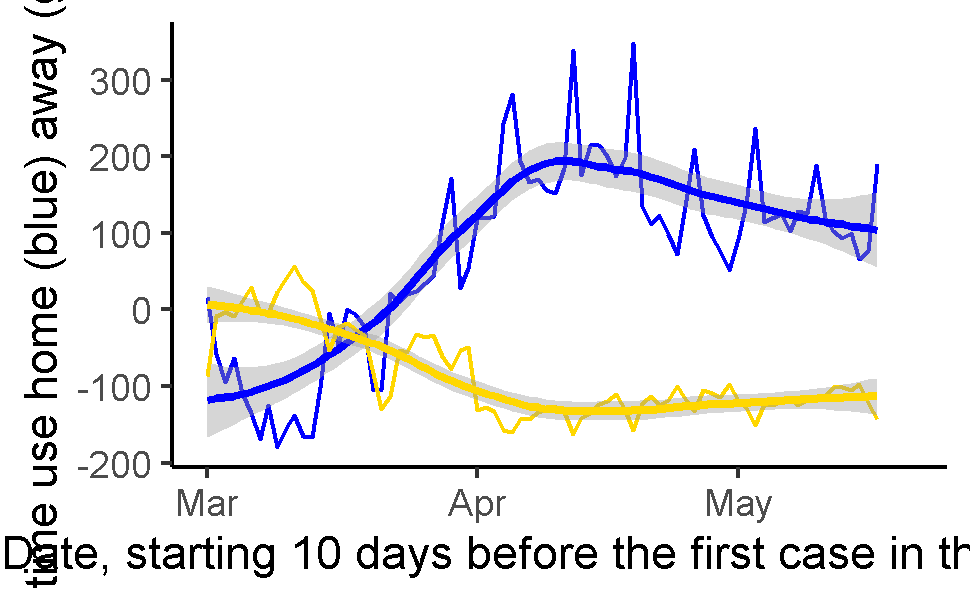 time use home (blue) away (
300
200
100
0
-100
-200
Mar Apr May
Date, starting 10 days before the first case in th